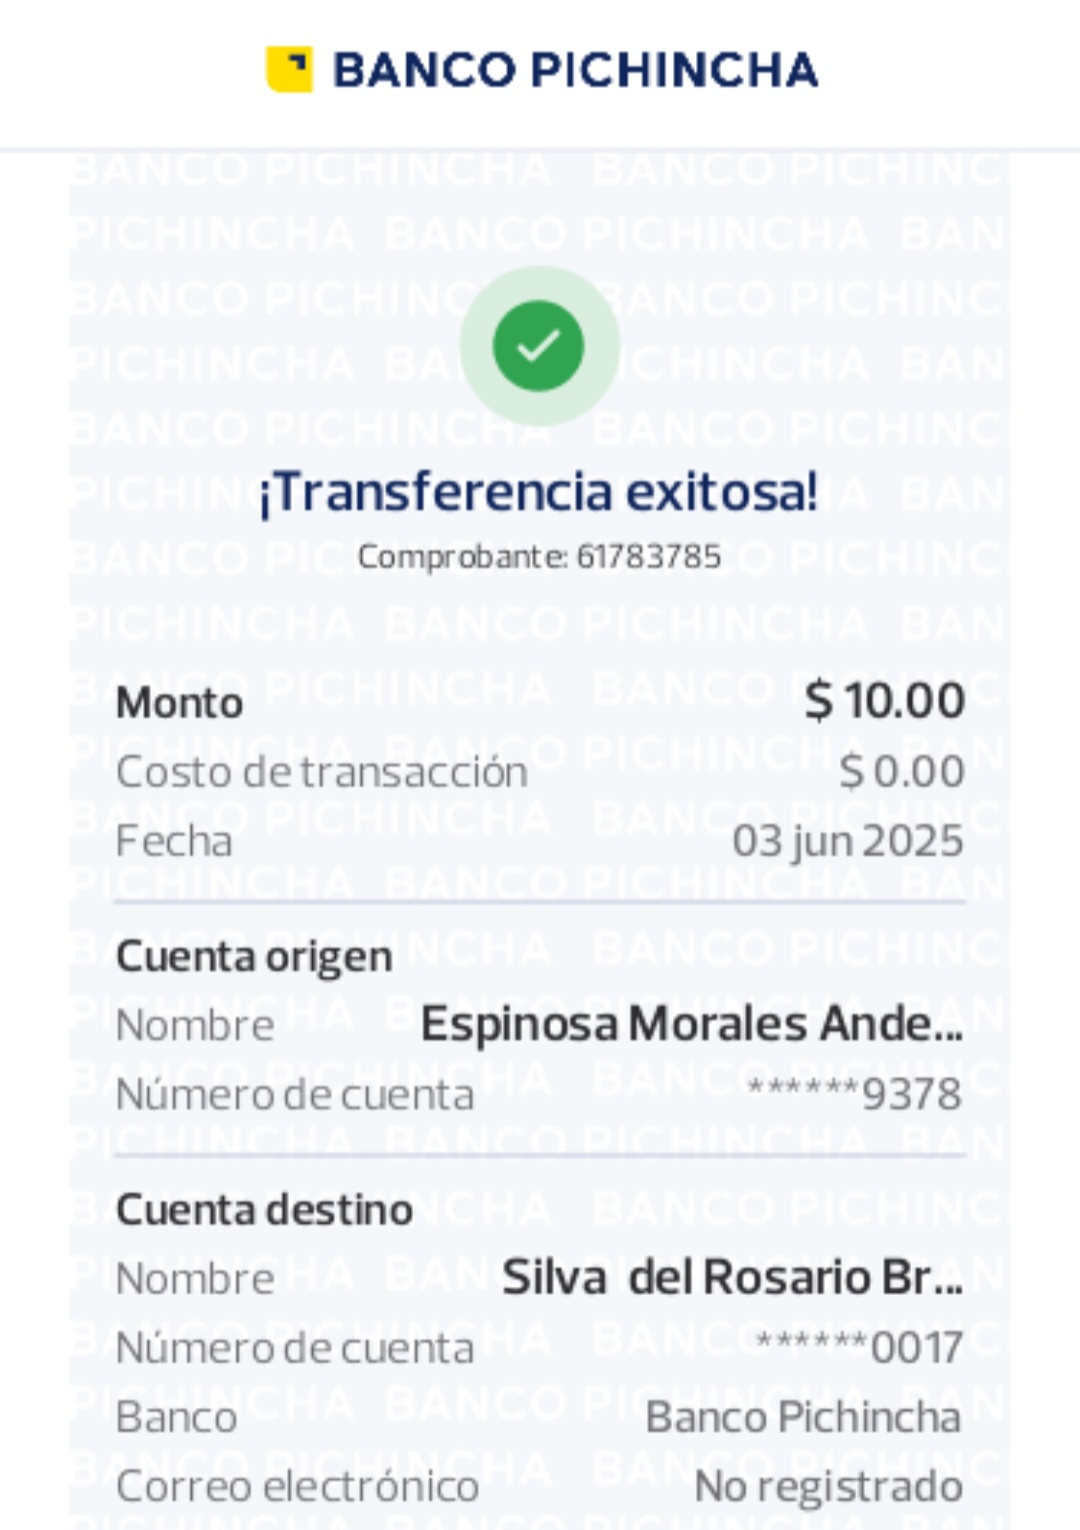 BANCO PICHINCHA
¡Transferencia exitosa!
Comprobante: 61783785
Monto $ 10.00
Costo de transacción $ 0.00
Fecha 03 jun 2025
Cuenta origen
Nombre Espinosa Morales Ande...
Número de cuenta ******9378
Cuenta destino
Nombre Silva del Rosario Br...
Número de cuenta ******0017
Banco Banco Pichincha
Correo electrónico No registrado